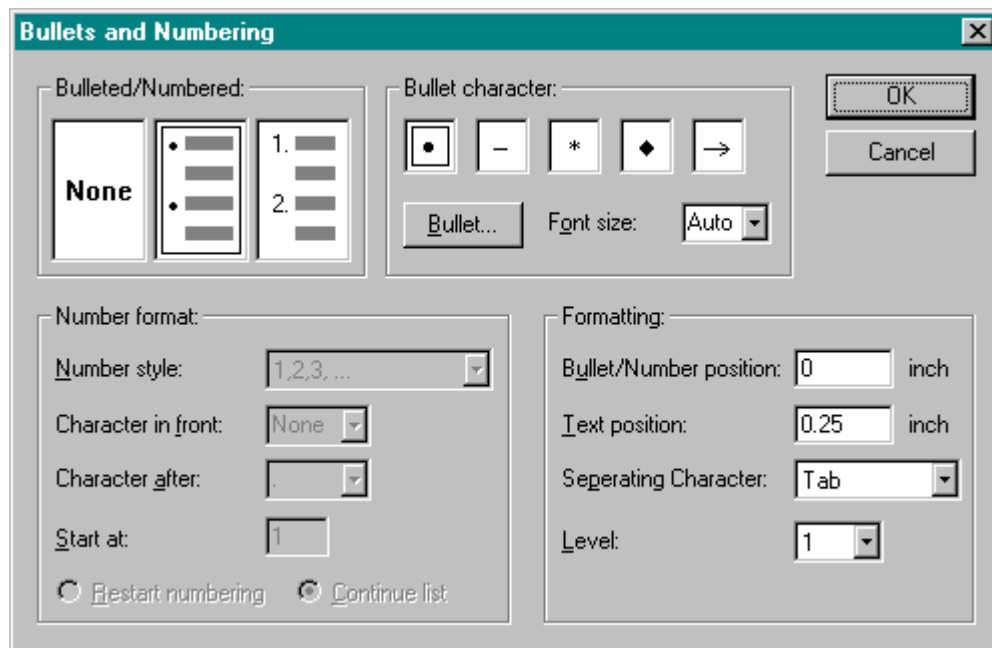 Bullets and Numbering
Bulleted/Numbered:
None
1.
2.
Bullet character:
• – * ◆ →
Bullet...
Font size:
Auto
OK
Cancel
Number format:
Number style:
1,2,3, ...
Character in front:
None
Character after:
.
Start at:
1
Restart numbering
Continue list
Formatting:
Bullet/Number position:
0
inch
Text position:
0.25
inch
Seperating Character:
Tab
Level:
1